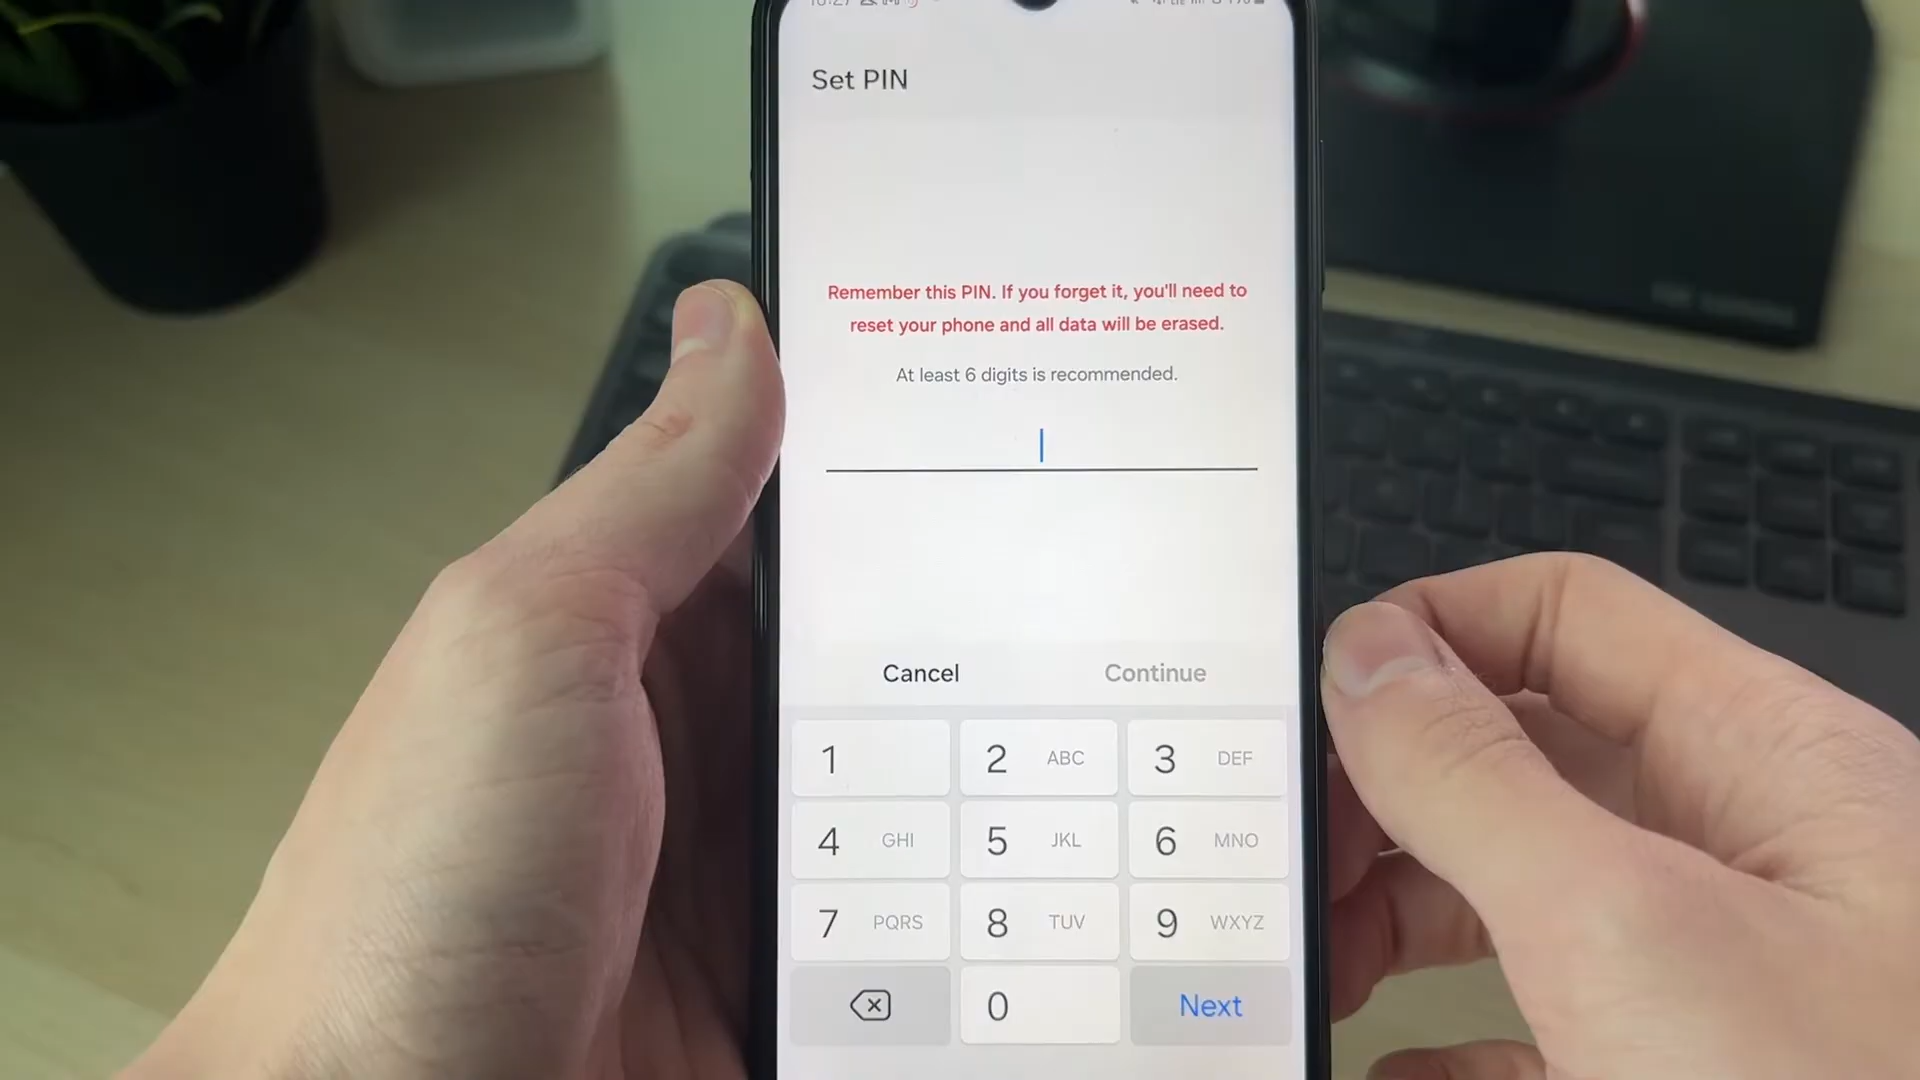 Set PIN
Remember this PIN. If you forget it, you'll need to
reset your phone and all data will be erased.
At least 6 digits is recommended.
Cancel Continue
1 2 ABC 3 DEF
4 GHI 5 JKL 6 MNO
7 PQRS 8 TUV 9 WXYZ
0 Next